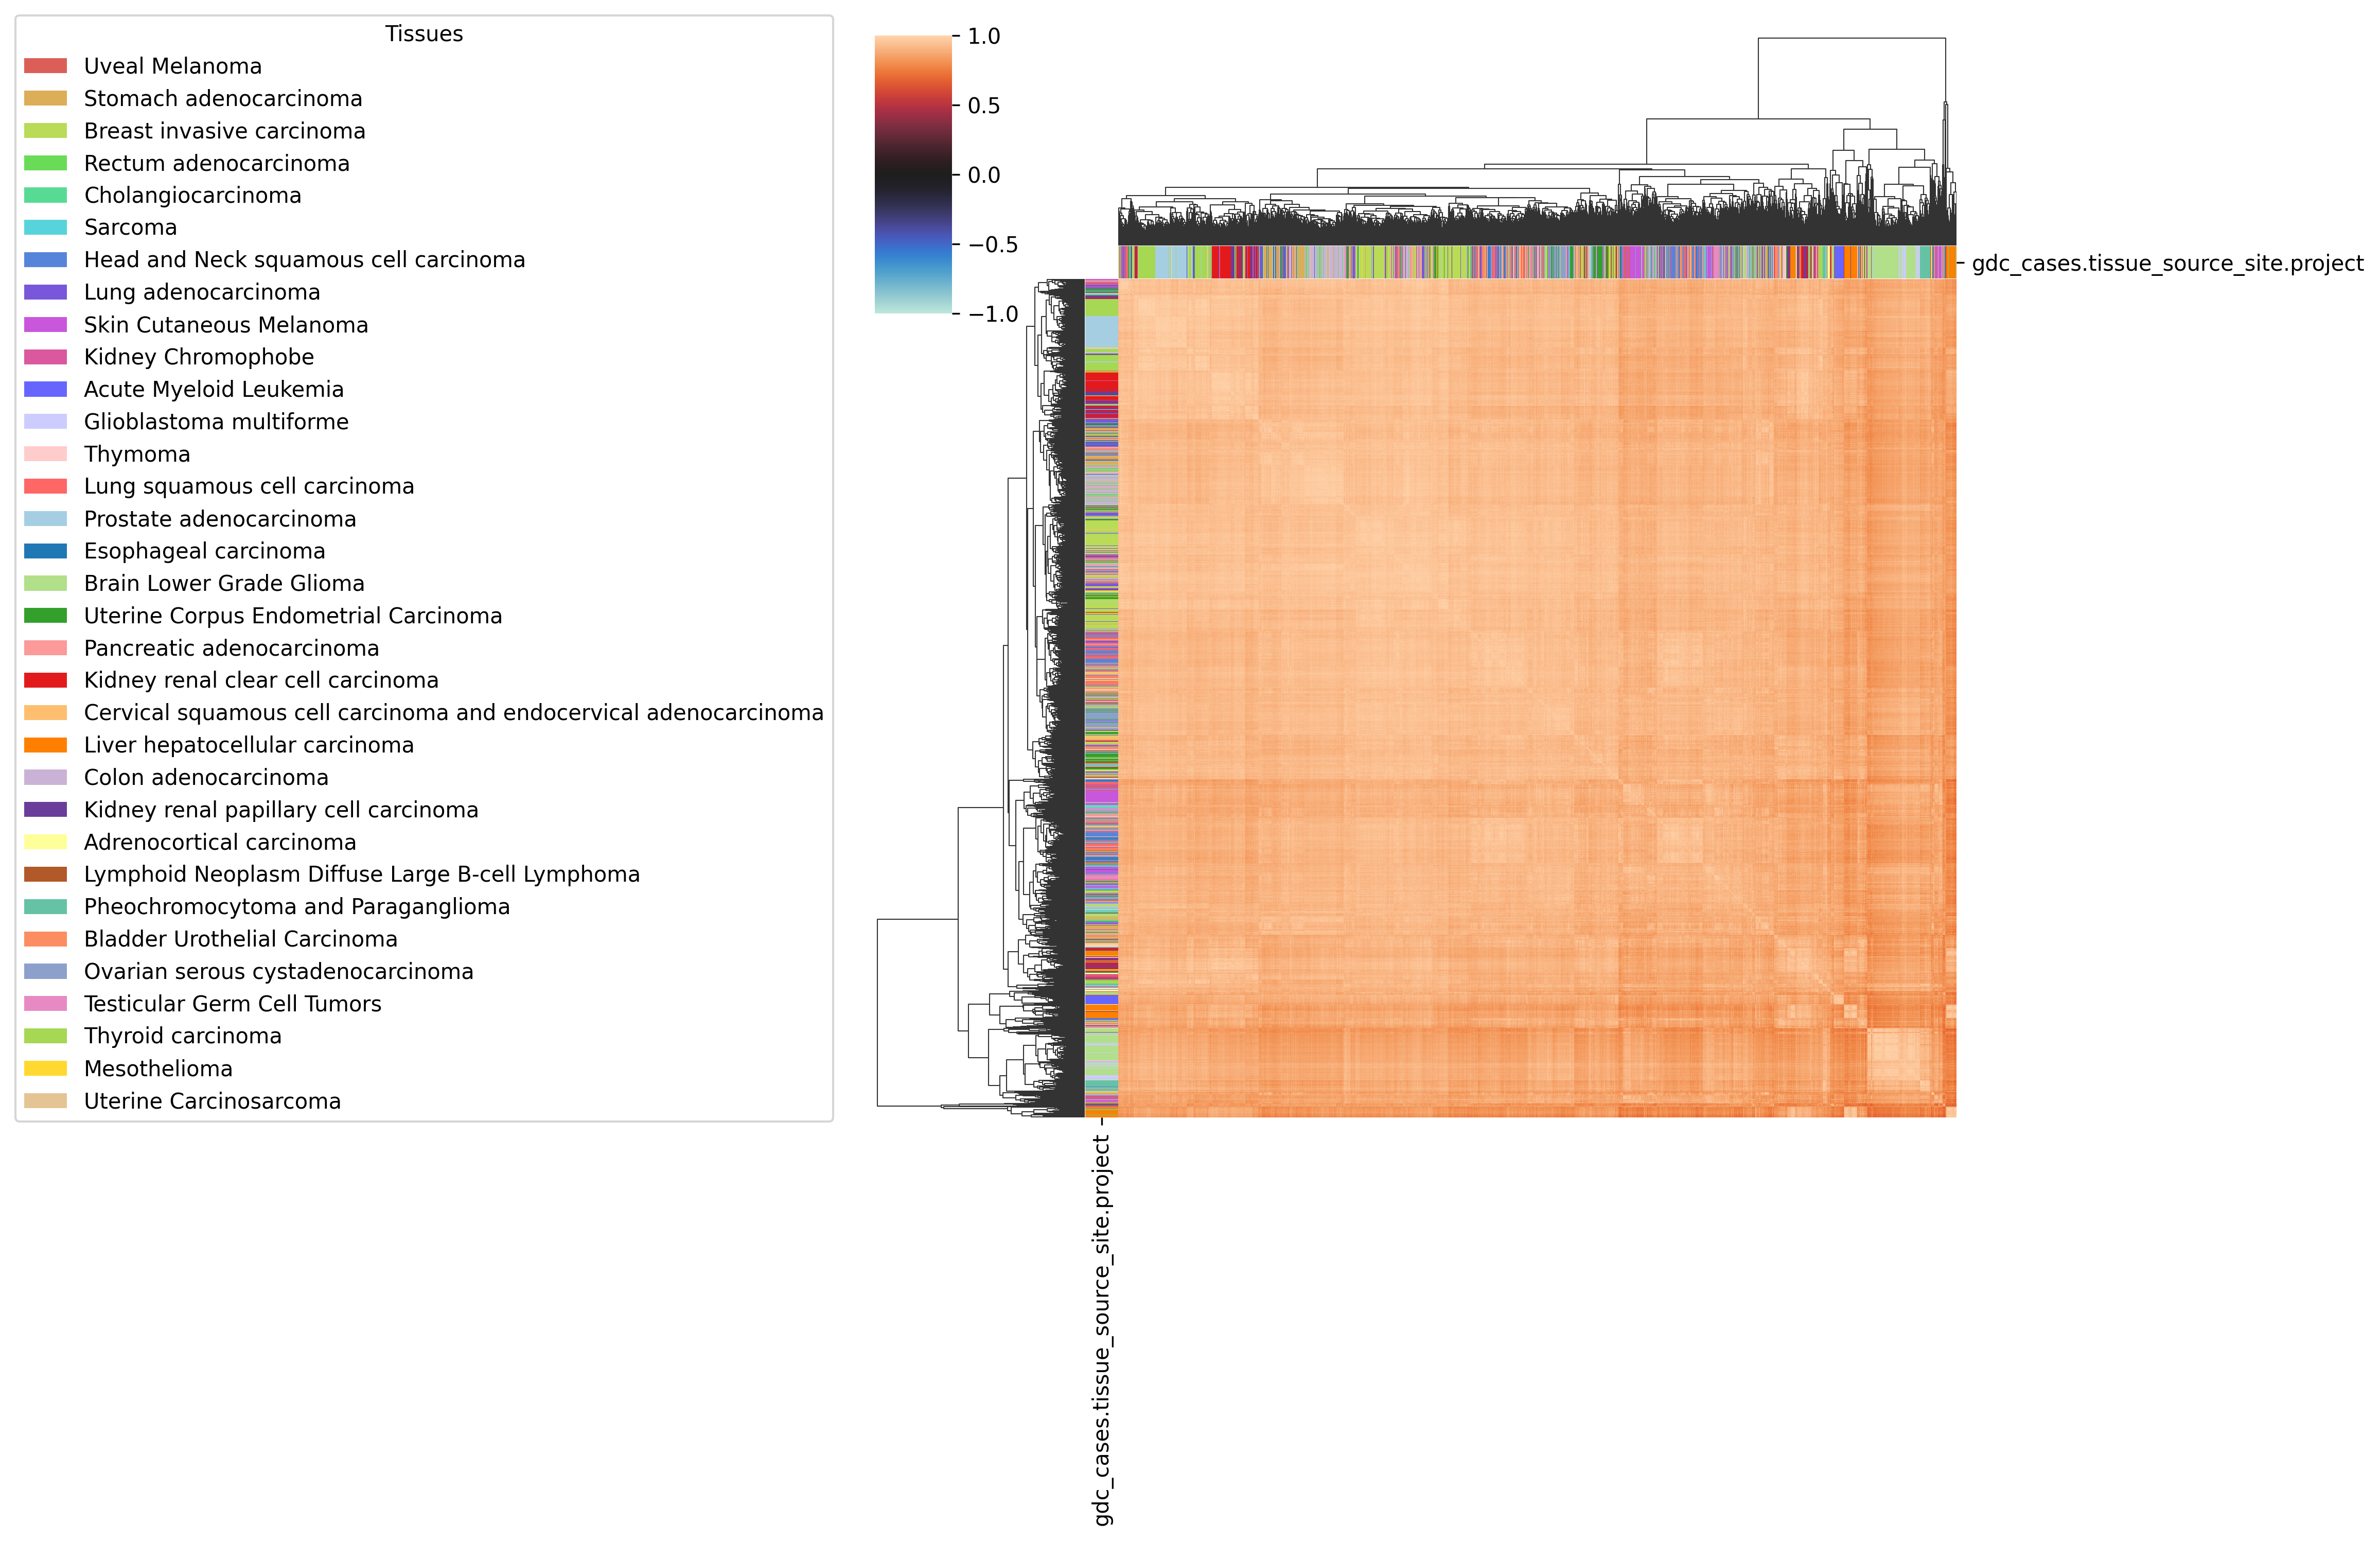 Tissues
Uveal Melanoma
Stomach adenocarcinoma
Breast invasive carcinoma
Rectum adenocarcinoma
Cholangiocarcinoma
Sarcoma
Head and Neck squamous cell carcinoma
Lung adenocarcinoma
Skin Cutaneous Melanoma
Kidney Chromophobe
Acute Myeloid Leukemia
Glioblastoma multiforme
Thymoma
Lung squamous cell carcinoma
Prostate adenocarcinoma
Esophageal carcinoma
Brain Lower Grade Glioma
Uterine Corpus Endometrial Carcinoma
Pancreatic adenocarcinoma
Kidney renal clear cell carcinoma
Cervical squamous cell carcinoma and endocervical adenocarcinoma
Liver hepatocellular carcinoma
Colon adenocarcinoma
Kidney renal papillary cell carcinoma
Adrenocortical carcinoma
Lymphoid Neoplasm Diffuse Large B-cell Lymphoma
Pheochromocytoma and Paraganglioma
Bladder Urothelial Carcinoma
Ovarian serous cystadenocarcinoma
Testicular Germ Cell Tumors
Thyroid carcinoma
Mesothelioma
Uterine Carcinosarcoma
1.0
0.5
0.0
−0.5
−1.0
gdc_cases.tissue_source_site.project
gdc_cases.tissue_source_site.project